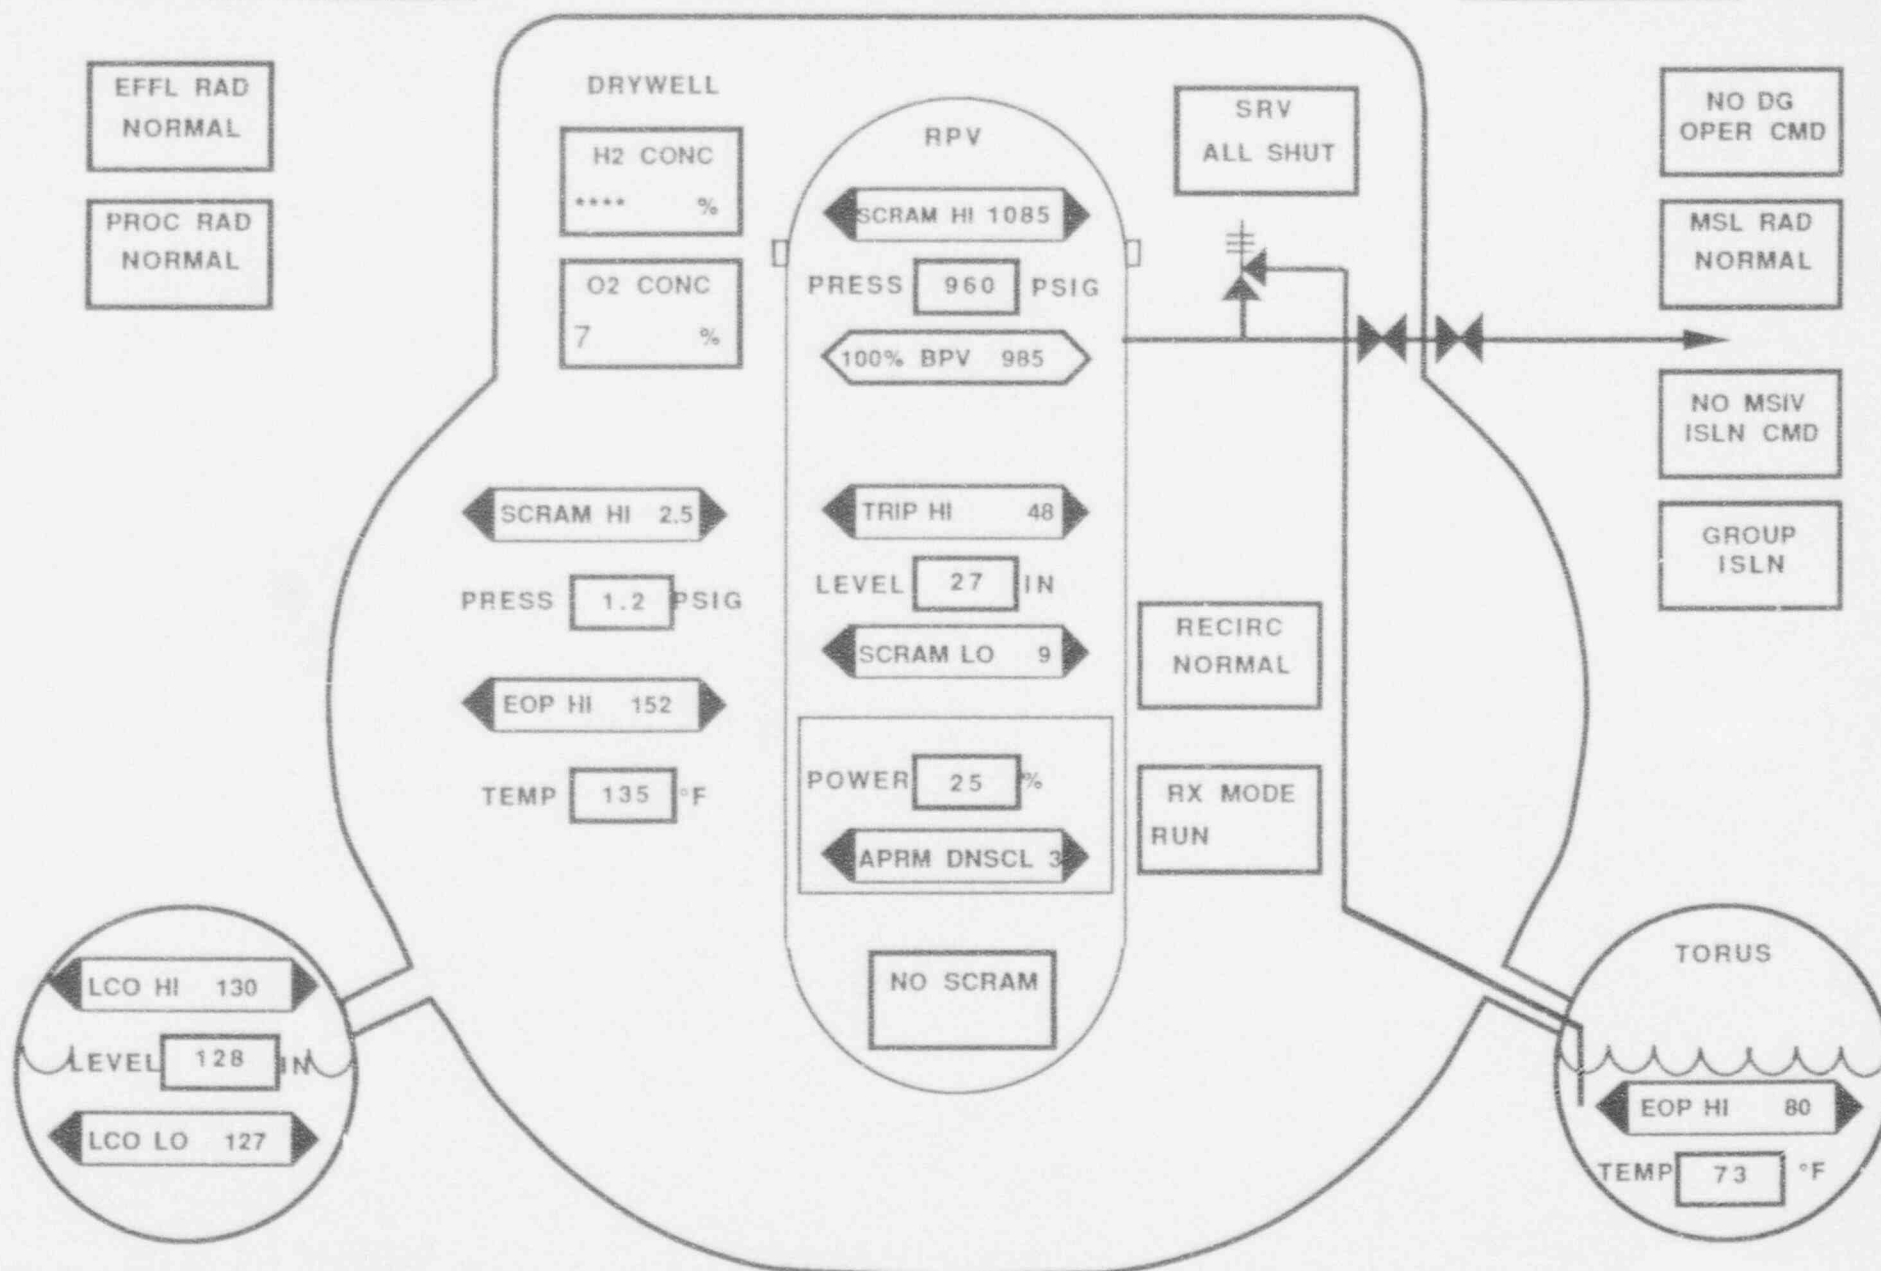 EFFL RAD
NORMAL
PROC RAD
NORMAL
DRYWELL
H2 CONC
**** %
O2 CONC
7 %
RPV
SCRAM HI 1085
PRESS 960 PSIG
100% BPV 985
SRV
ALL SHUT
NO DG
OPER CMD
MSL RAD
NORMAL
NO MSIV
ISLN CMD
GROUP
ISLN
SCRAM HI 2.5
PRESS 1.2 PSIG
EOP HI 152
TEMP 135 °F
TRIP HI 48
LEVEL 27 IN
SCRAM LO 9
POWER 25 %
APRM DNSCL 3
NO SCRAM
RECIRC
NORMAL
RX MODE
RUN
LCO HI 130
LEVEL 128 IN
LCO LO 127
TORUS
EOP HI 80
TEMP 73 °F